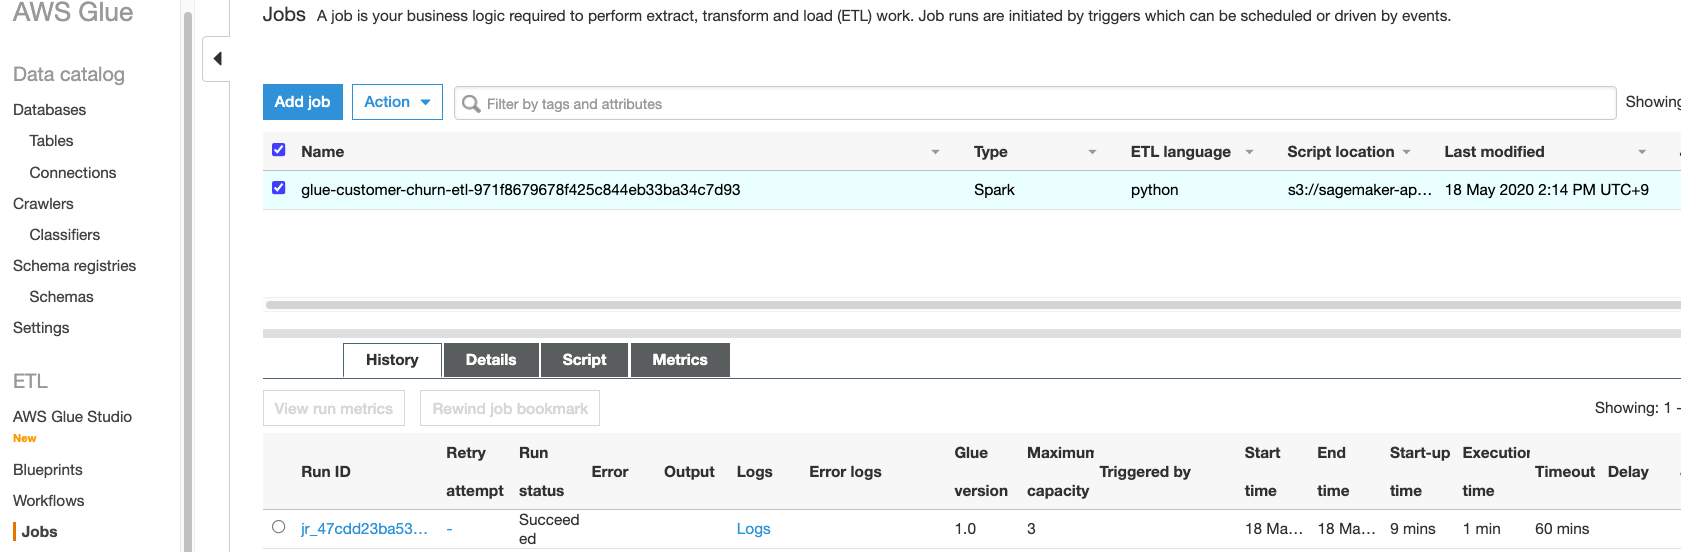 AWS Glue
Data catalog
Databases
Tables
Connections
Crawlers
Classifiers
Schema registries
Schemas
Settings
ETL
AWS Glue Studio
New
Blueprints
Workflows
Jobs
Jobs A job is your business logic required to perform extract, transform and load (ETL) work. Job runs are initiated by triggers which can be scheduled or driven by events.
Add job Action Filter by tags and attributes Showing
Name Type ETL language Script location Last modified
glue-customer-churn-etl-971f8679678f425c844eb33ba34c7d93 Spark python s3://sagemaker-ap... 18 May 2020 2:14 PM UTC+9
History Details Script Metrics
View run metrics Rewind job bookmark Showing: 1 -
Run ID Retry attempt Run status Error Output Logs Error logs Glue version Maximum capacity Triggered by Start time End time Start-up time Execution time Timeout Delay
jr_47cdd23ba53... - Succeeded Logs 1.0 3 18 Ma... 18 Ma... 9 mins 1 min 60 mins